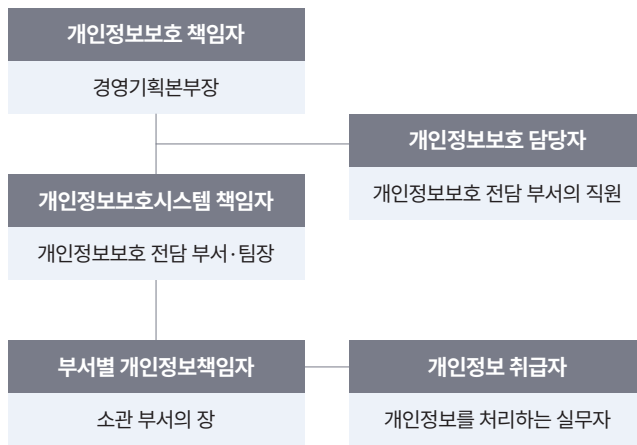 개인정보보호 책임자
경영기획본부장
개인정보보호 담당자
개인정보보호 전담 부서의 직원
개인정보보호시스템 책임자
개인정보보호 전담 부서·팀장
부서별 개인정보책임자
소관 부서의 장
개인정보 취급자
개인정보를 처리하는 실무자